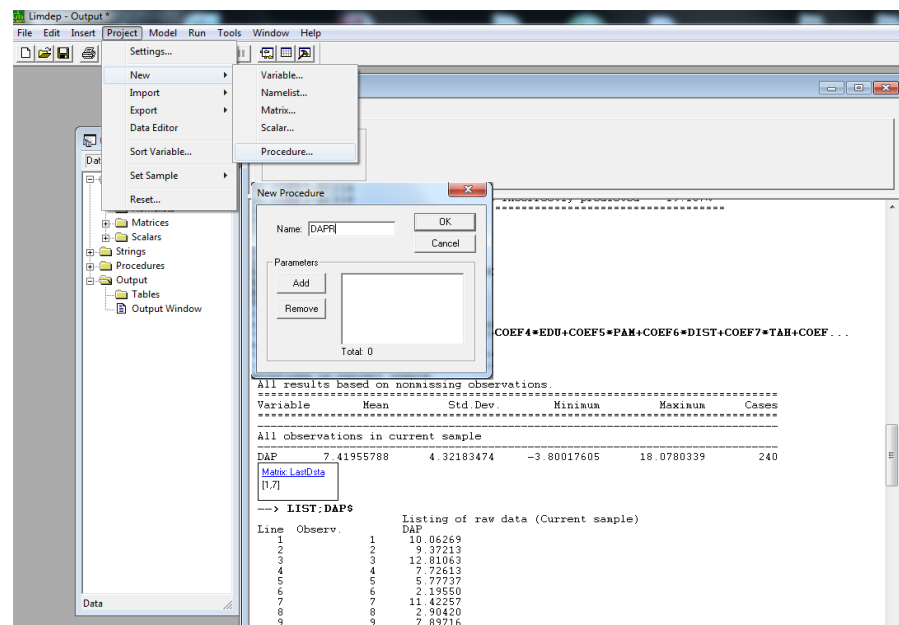 Limdep - Output *
File Edit Insert Project Model Run Tools Window Help
Settings...
New
Import
Export
Data Editor
Sort Variable...
Set Sample
Reset...
Variable...
Namelist...
Matrix...
Scalar...
Procedure...
Matrices
Scalars
Strings
Procedures
Output
Tables
Output Window
Data
New Procedure
Name: DAPR
OK
Cancel
Parameters
Add
Remove
Total: 0
COEF4*EDU+COEF5*PAM+COEF6*DIST+COEF7*TAH+COEF...
All results based on nonmissing observations.
Variable Mean Std.Dev. Minimum Maximum Cases
All observations in current sample
DAP 7.41955788 4.32183474 -3.80017605 18.0780339 240
Matrix: LastDsta
[1,7]
--> LIST;DAP$
Listing of raw data (Current sample)
Line Observ. DAP
1 1 10.06269
2 2 9.37213
3 3 12.81063
4 4 7.72613
5 5 5.77737
6 6 2.19550
7 7 11.42257
8 8 2.90420
9 9 7.89716